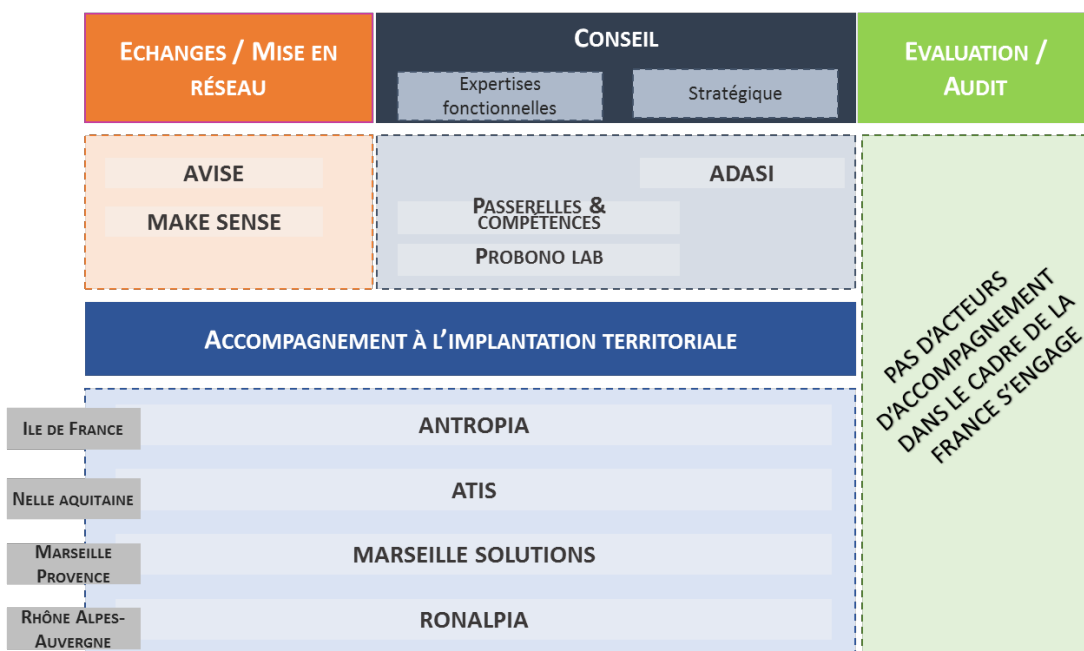 ECHANGES / MISE EN
RÉSEAU
CONSEIL
Expertises
fonctionnelles
Stratégique
EVALUATION /
AUDIT
AVISE
MAKE SENSE
ADASI
PASSERELLES &
COMPÉTENCES
PROBONO LAB
ACCOMPAGNEMENT À L'IMPLANTATION TERRITORIALE
ILE DE FRANCE
ANTROPIA
NELLE AQUITAINE
ATIS
MARSEILLE
PROVENCE
MARSEILLE SOLUTIONS
RHÔNE ALPES-
AUVERGNE
RONALPIA
PAS D'ACTEURS
D'ACCOMPAGNEMENT
DANS LE CADRE DE LA
FRANCE S'ENGAGE